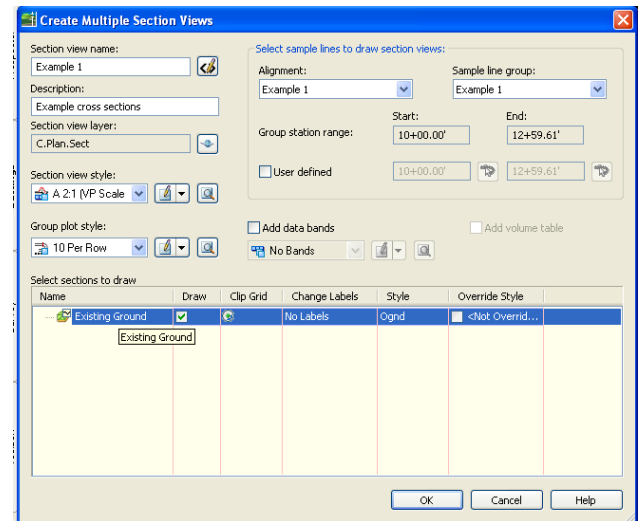 Create Multiple Section Views
Section view name:
Example 1
Description:
Example cross sections
Section view layer:
C.Plan.Sect
Section view style:
A 2:1 (VP Scale
Group plot style:
10 Per Row
Select sample lines to draw section views:
Alignment:
Sample line group:
Example 1
Example 1
Start:
End:
Group station range:
10+00.00'
12+59.61'
User defined
10+00.00'
12+59.61'
Add data bands
Add volume table
No Bands
Select sections to draw
Name Draw Clip Grid Change Labels Style Override Style
Existing Ground No Labels Ognd <Not Overrid...
Existing Ground
OK Cancel Help